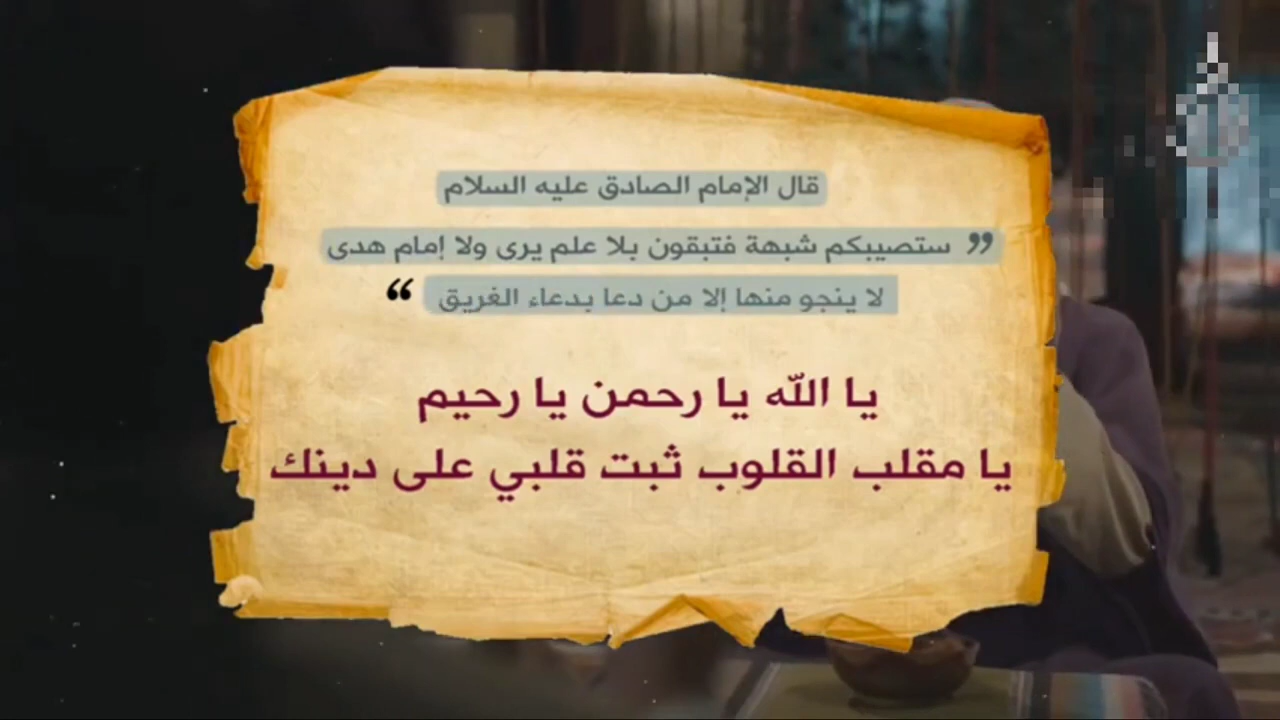 قال الإمام الصادق عليه السلام
” ستصيبكم شبهة فتبقون بلا علم يرى ولا إمام هدى
لا ينجو منها إلا من دعا بدعاء الغريق “
يا الله يا رحمن يا رحيم
يا مقلب القلوب ثبت قلبي على دينك